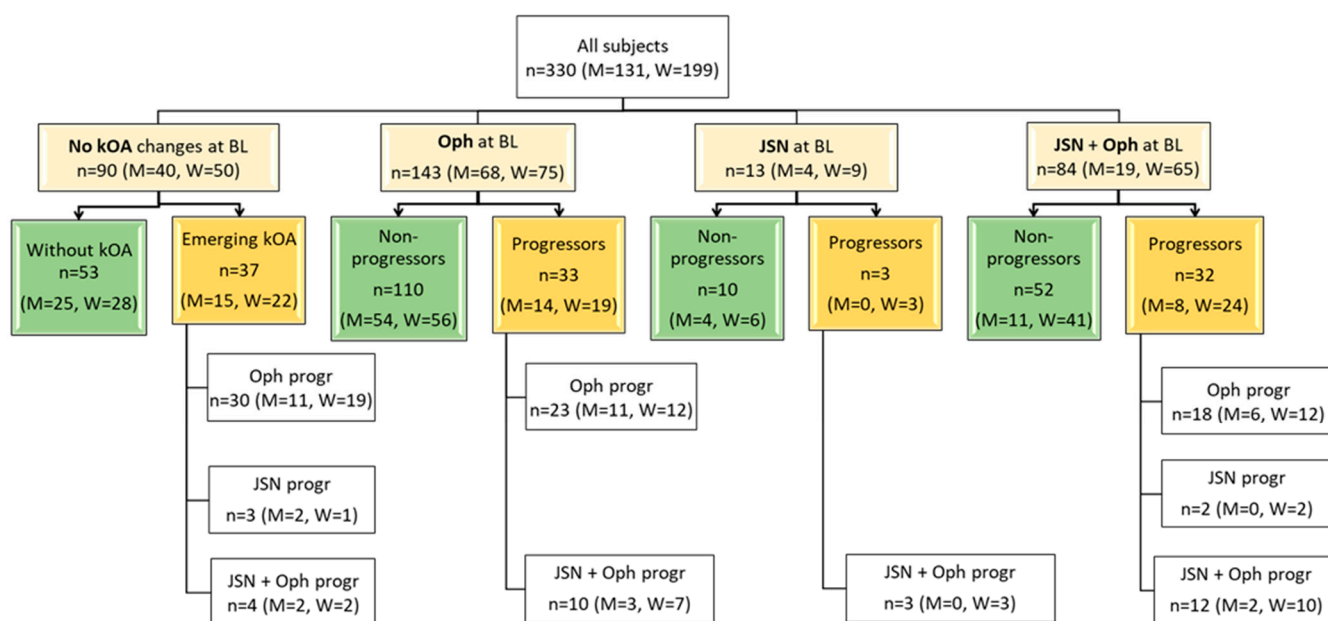 All subjects
n=330 (M=131, W=199)
No kOA changes at BL
n=90 (M=40, W=50)
Oph at BL
n=143 (M=68, W=75)
JSN at BL
n=13 (M=4, W=9)
JSN + Oph at BL
n=84 (M=19, W=65)
Without kOA
n=53
(M=25, W=28)
Emerging kOA
n=37
(M=15, W=22)
Non-
progressors
n=110
(M=54, W=56)
Progressors
n=33
(M=14, W=19)
Non-
progressors
n=10
(M=4, W=6)
Progressors
n=3
(M=0, W=3)
Non-
progressors
n=52
(M=11, W=41)
Progressors
n=32
(M=8, W=24)
Oph progr
n=30 (M=11, W=19)
Oph progr
n=23 (M=11, W=12)
Oph progr
n=18 (M=6, W=12)
JSN progr
n=3 (M=2, W=1)
JSN progr
n=2 (M=0, W=2)
JSN + Oph progr
n=4 (M=2, W=2)
JSN + Oph progr
n=10 (M=3, W=7)
JSN + Oph progr
n=3 (M=0, W=3)
JSN + Oph progr
n=12 (M=2, W=10)